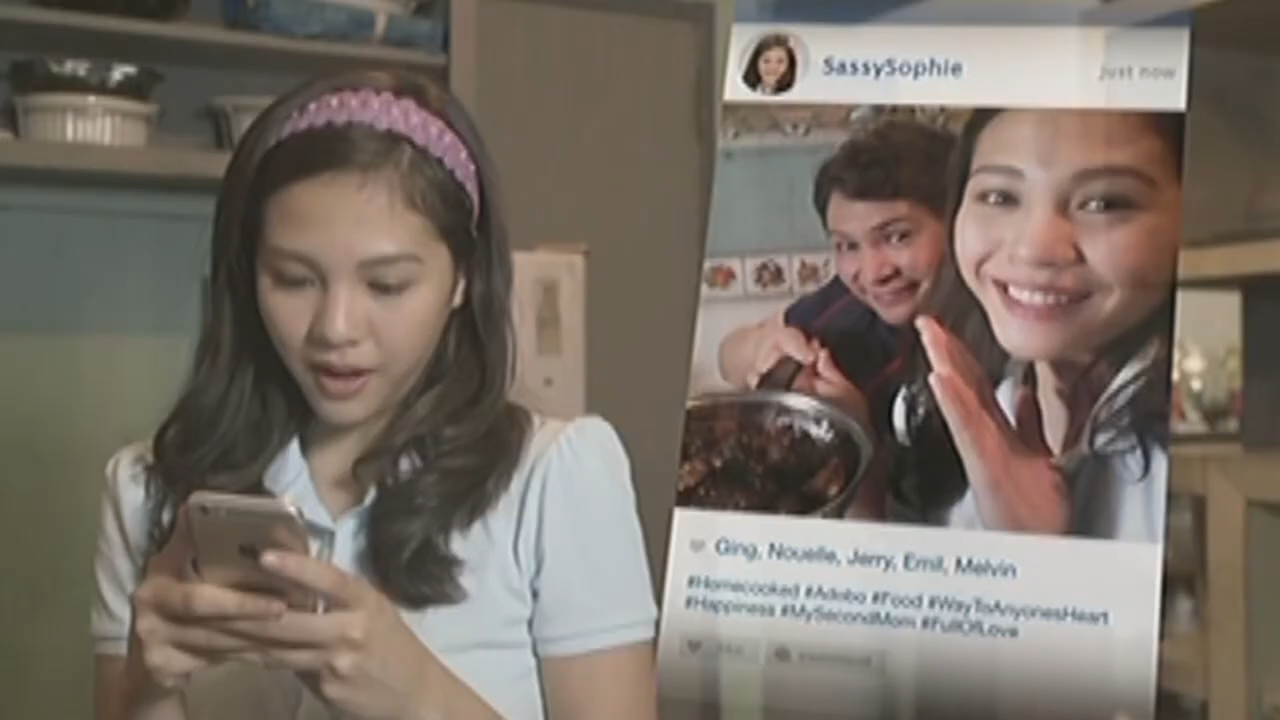 SassySophie
just now
Ging, Nouelle, Jerry, Emil, Melvin
#Homecooked #Adobo #Food #WayToAnyonesHeart
#Happiness #MySecondMom #FullOfLove